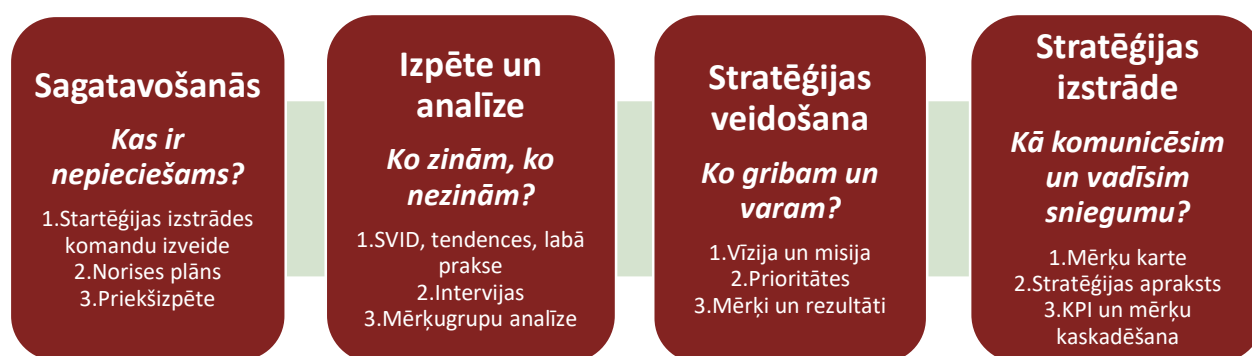 Sagatavošanās
Kas ir
nepieciešams?
1.Startēģijas izstrādes
komandu izveide
2.Norises plāns
3.Priekšizpēte
Izpēte un
analīze
Ko zinām, ko
nezinām?
1.SVID, tendences, labā
prakse
2.Intervijas
3.Mērķugrupu analīze
Stratēģijas
veidošana
Ko gribam un
varam?
1.Vīzija un misija
2.Prioritātes
3.Mērķi un rezultāti
Stratēģijas
izstrāde
Kā komunicēsim
un vadīsim
sniegumu?
1.Mērķu karte
2.Stratēģijas apraksts
3.KPI un mērķu
kaskadēšana